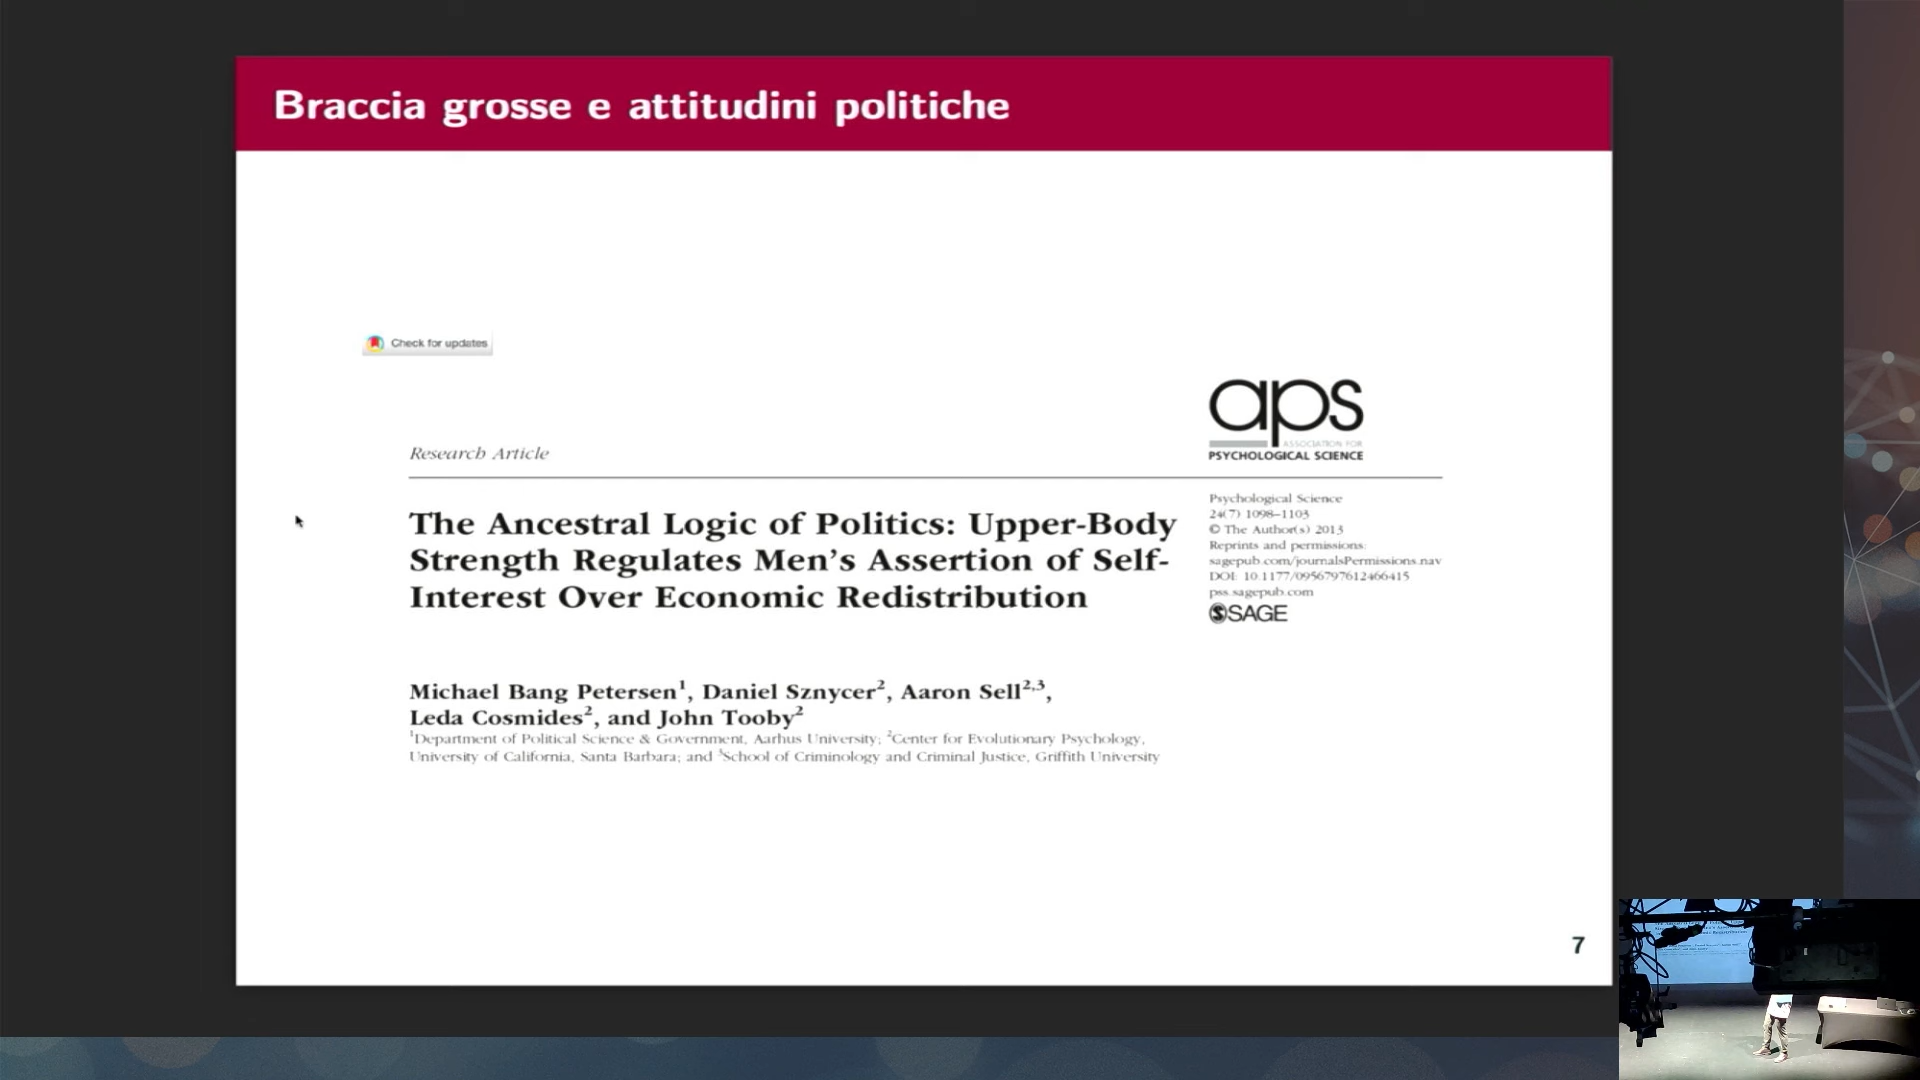 Braccia grosse e attitudini politiche
Check for updates
aps
ASSOCIATION FOR
PSYCHOLOGICAL SCIENCE
Research Article
The Ancestral Logic of Politics: Upper-Body
Strength Regulates Men's Assertion of Self-
Interest Over Economic Redistribution
Psychological Science
24(7) 1098–1103
© The Author(s) 2013
Reprints and permissions:
sagepub.com/journalsPermissions.nav
DOI: 10.1177/0956797612466415
pss.sagepub.com
SAGE
Michael Bang Petersen1, Daniel Sznycer2, Aaron Sell2,3,
Leda Cosmides2, and John Tooby2
1Department of Political Science & Government, Aarhus University; 2Center for Evolutionary Psychology,
University of California, Santa Barbara; and 3School of Criminology and Criminal Justice, Griffith University
7